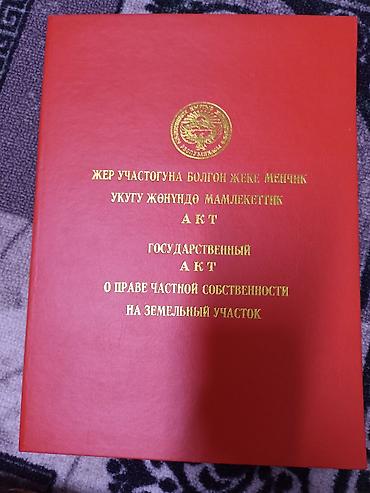 ЖЕР УЧАСТОГУНА БОЛГОН ЖЕКЕ МЕНЧИК
УКУГУ ЖӨНҮНДӨ МАМЛЕКЕТТИК
АКТ
ГОСУДАРСТВЕННЫЙ
АКТ
О ПРАВЕ ЧАСТНОЙ СОБСТВЕННОСТИ
НА ЗЕМЕЛЬНЫЙ УЧАСТОК